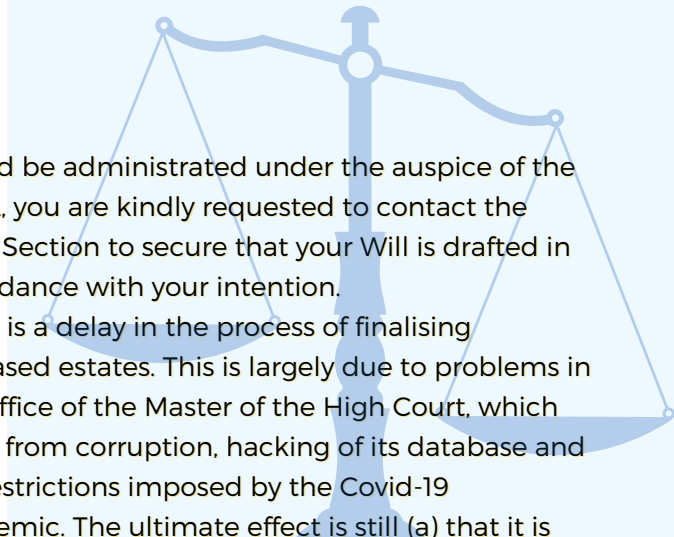 d be administrated under the auspice of the
, you are kindly requested to contact the
Section to secure that your Will is drafted in
dance with your intention.
is a delay in the process of finalising
ased estates. This is largely due to problems in
ffice of the Master of the High Court, which
from corruption, hacking of its database and
estrictions imposed by the Covid-19
emic. The ultimate effect is still (a) that it is